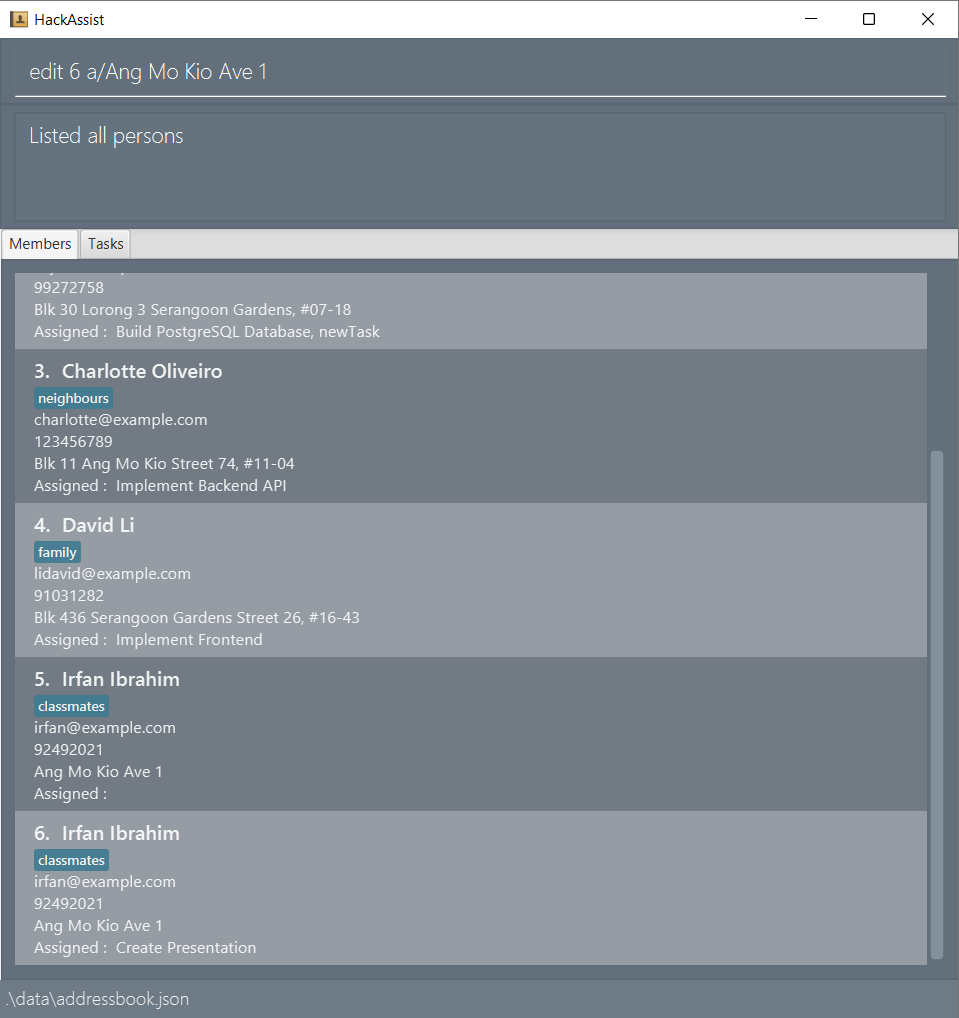 HackAssist
edit 6 a/Ang Mo Kio Ave 1
Listed all persons
Members Tasks
99272758
Blk 30 Lorong 3 Serangoon Gardens, #07-18
Assigned : Build PostgreSQL Database, newTask
3. Charlotte Oliveiro
neighbours
charlotte@example.com
123456789
Blk 11 Ang Mo Kio Street 74, #11-04
Assigned : Implement Backend API
4. David Li
family
lidavid@example.com
91031282
Blk 436 Serangoon Gardens Street 26, #16-43
Assigned : Implement Frontend
5. Irfan Ibrahim
classmates
irfan@example.com
92492021
Ang Mo Kio Ave 1
Assigned :
6. Irfan Ibrahim
classmates
irfan@example.com
92492021
Ang Mo Kio Ave 1
Assigned : Create Presentation
.\data\addressbook.json